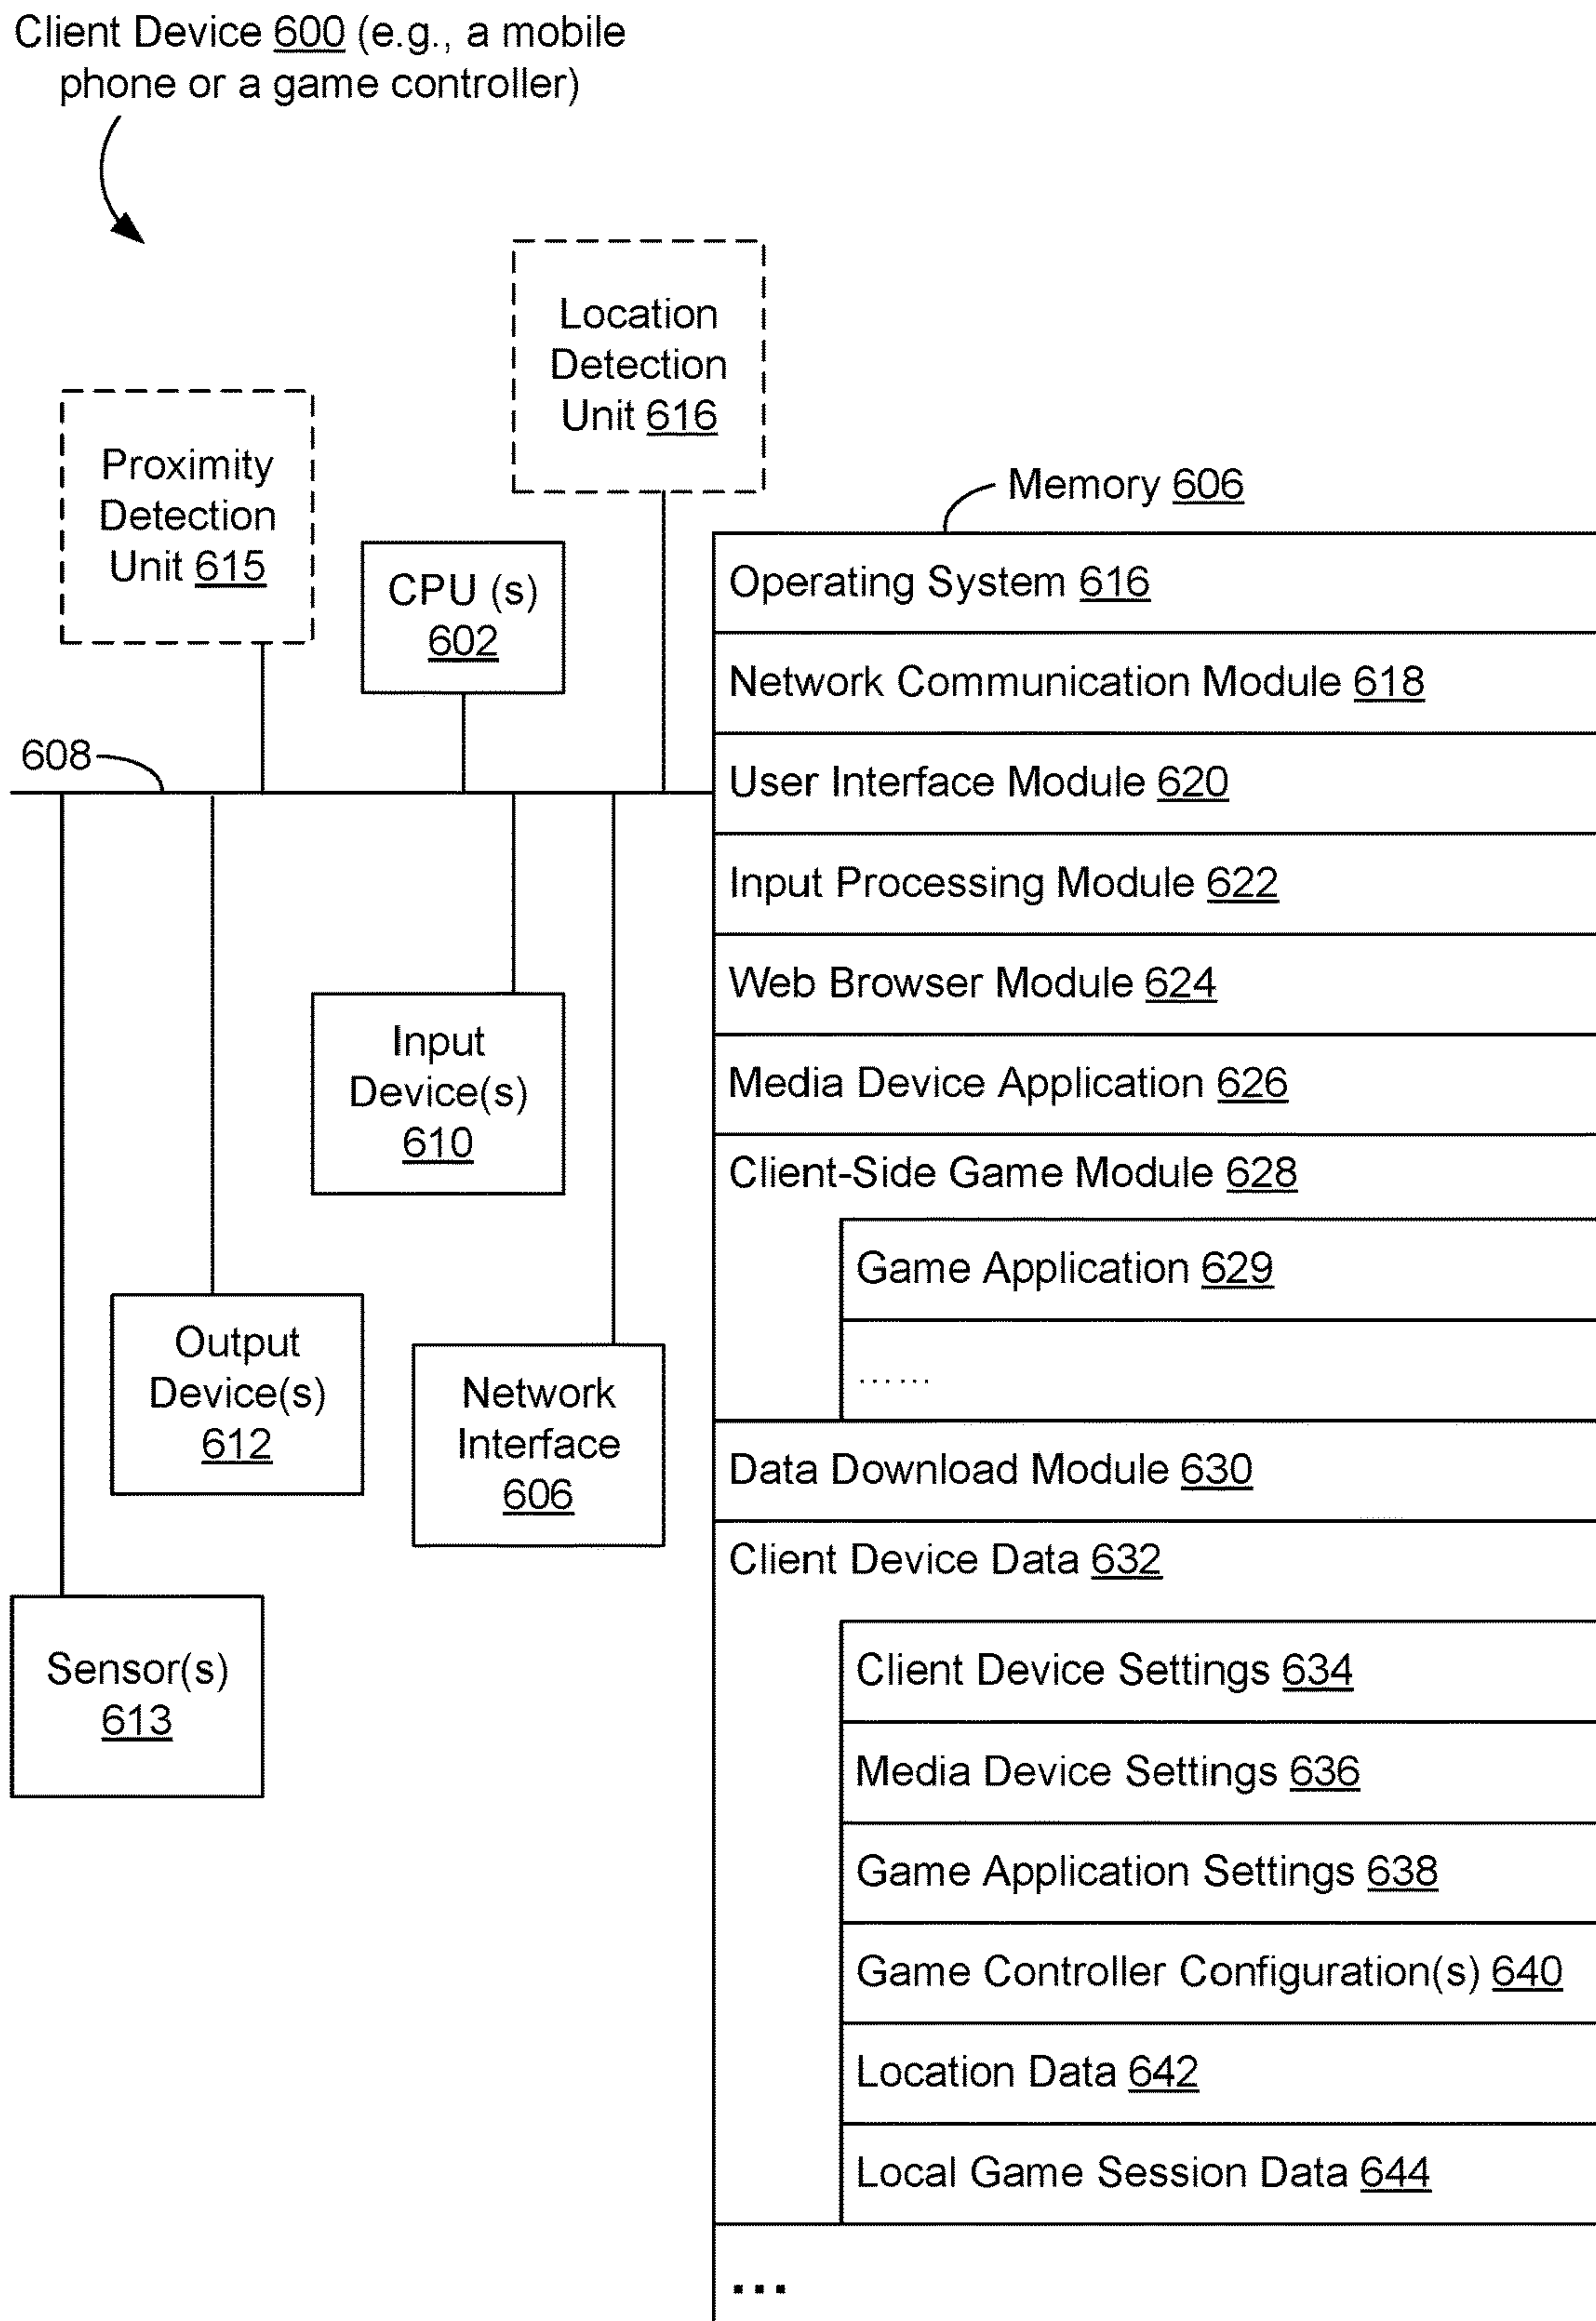 Client Device 600 (e.g., a mobile
phone or a game controller)
Location
Detection
Unit 616
Proximity
Detection
Unit 615
CPU (s)
602
608
Input
Device(s)
610
Output
Device(s)
612
Network
Interface
606
Sensor(s)
613
Memory 606
Operating System 616
Network Communication Module 618
User Interface Module 620
Input Processing Module 622
Web Browser Module 624
Media Device Application 626
Client-Side Game Module 628
Game Application 629
......
Data Download Module 630
Client Device Data 632
Client Device Settings 634
Media Device Settings 636
Game Application Settings 638
Game Controller Configuration(s) 640
Location Data 642
Local Game Session Data 644
...